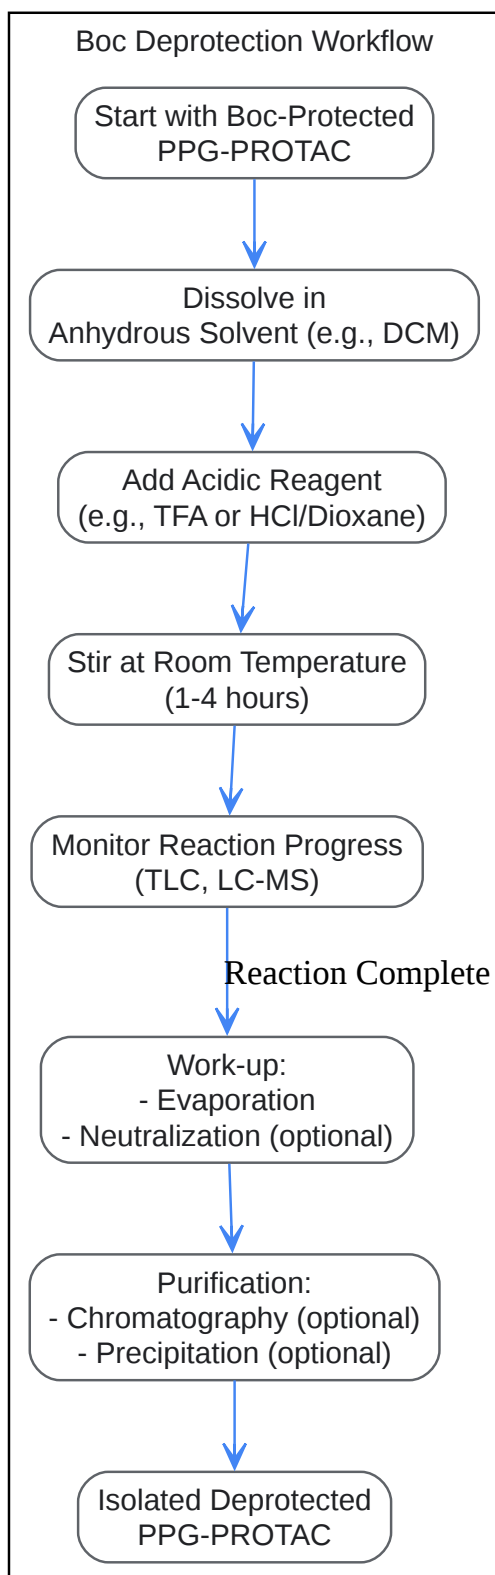 Boc Deprotection Workflow
Start with Boc-Protected
PPG-PROTAC
Dissolve in
Anhydrous Solvent (e.g., DCM)
Add Acidic Reagent
(e.g., TFA or HCl/Dioxane)
Stir at Room Temperature
(1-4 hours)
Monitor Reaction Progress
(TLC, LC-MS)
Reaction Complete
Work-up:
- Evaporation
- Neutralization (optional)
Purification:
- Chromatography (optional)
- Precipitation (optional)
Isolated Deprotected
PPG-PROTAC